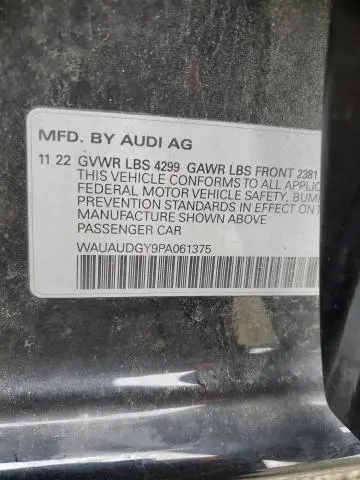 MFD. BY AUDI AG
11 22 GVWR LBS 4299 GAWR LBS FRONT 2381
THIS VEHICLE CONFORMS TO ALL
FEDERAL MOTOR VEHICLE SAFETY,
PREVENTION STANDARDS IN EFFECT ON
MANUFACTURE SHOWN ABOVE
PASSENGER CAR
WAUAUDGY9PA061375